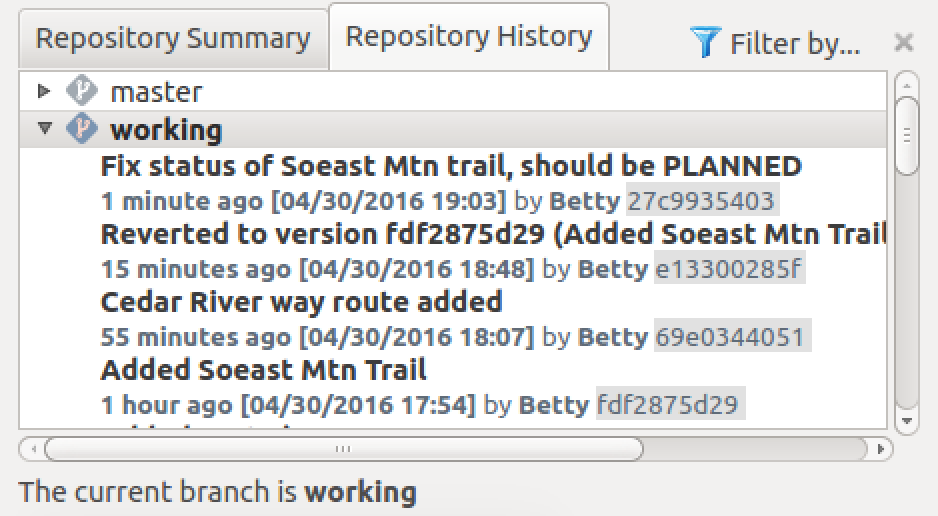 Repository Summary
Repository History
Filter by...
master
working
Fix status of Soeast Mtn trail, should be PLANNED
1 minute ago [04/30/2016 19:03] by Betty 27c9935403
Reverted to version fdf2875d29 (Added Soeast Mtn Trail
15 minutes ago [04/30/2016 18:48] by Betty e13300285f
Cedar River way route added
55 minutes ago [04/30/2016 18:07] by Betty 69e0344051
Added Soeast Mtn Trail
1 hour ago [04/30/2016 17:54] by Betty fdf2875d29
The current branch is working